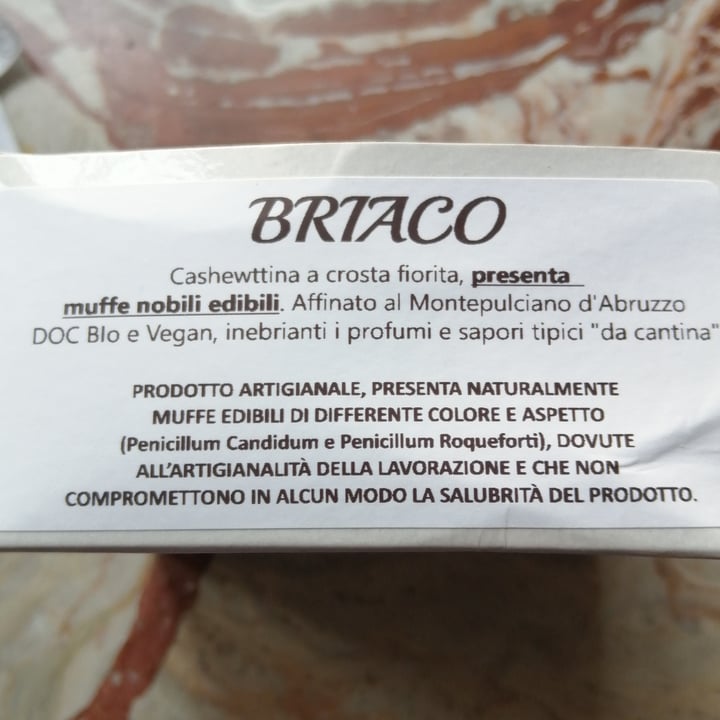 BRIACO
Cashewttina a crosta fiorita, presenta
muffe nobili edibili. Affinato al Montepulciano d'Abruzzo
DOC BIo e Vegan, inebrianti i profumi e sapori tipici "da cantina"
PRODOTTO ARTIGIANALE, PRESENTA NATURALMENTE
MUFFE EDIBILI DI DIFFERENTE COLORE E ASPETTO
(Penicillum Candidum e Penicillum Roqueforti), DOVUTE
ALL'ARTIGIANALITÀ DELLA LAVORAZIONE E CHE NON
COMPROMETTONO IN ALCUN MODO LA SALUBRITÀ DEL PRODOTTO.